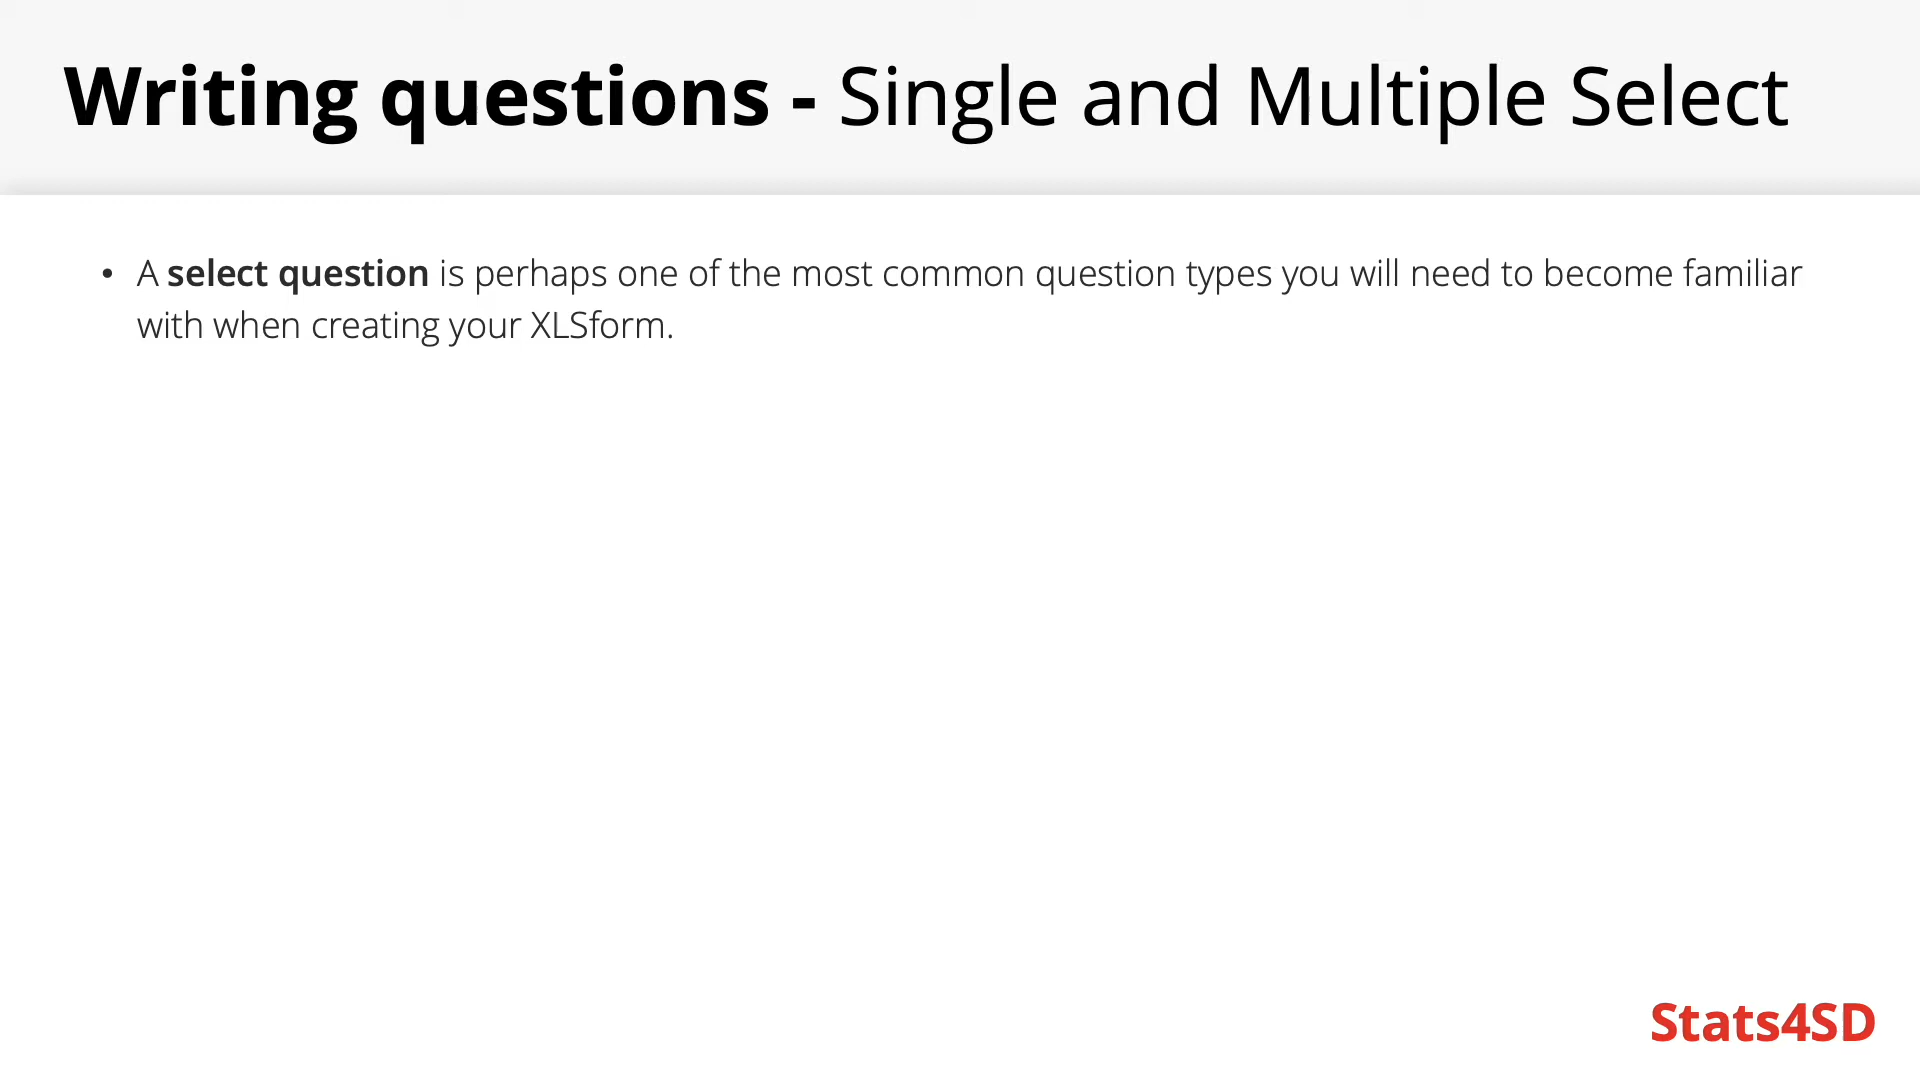 Writing questions - Single and Multiple Select
• A select question is perhaps one of the most common question types you will need to become familiar
with when creating your XLSform.
Stats4SD